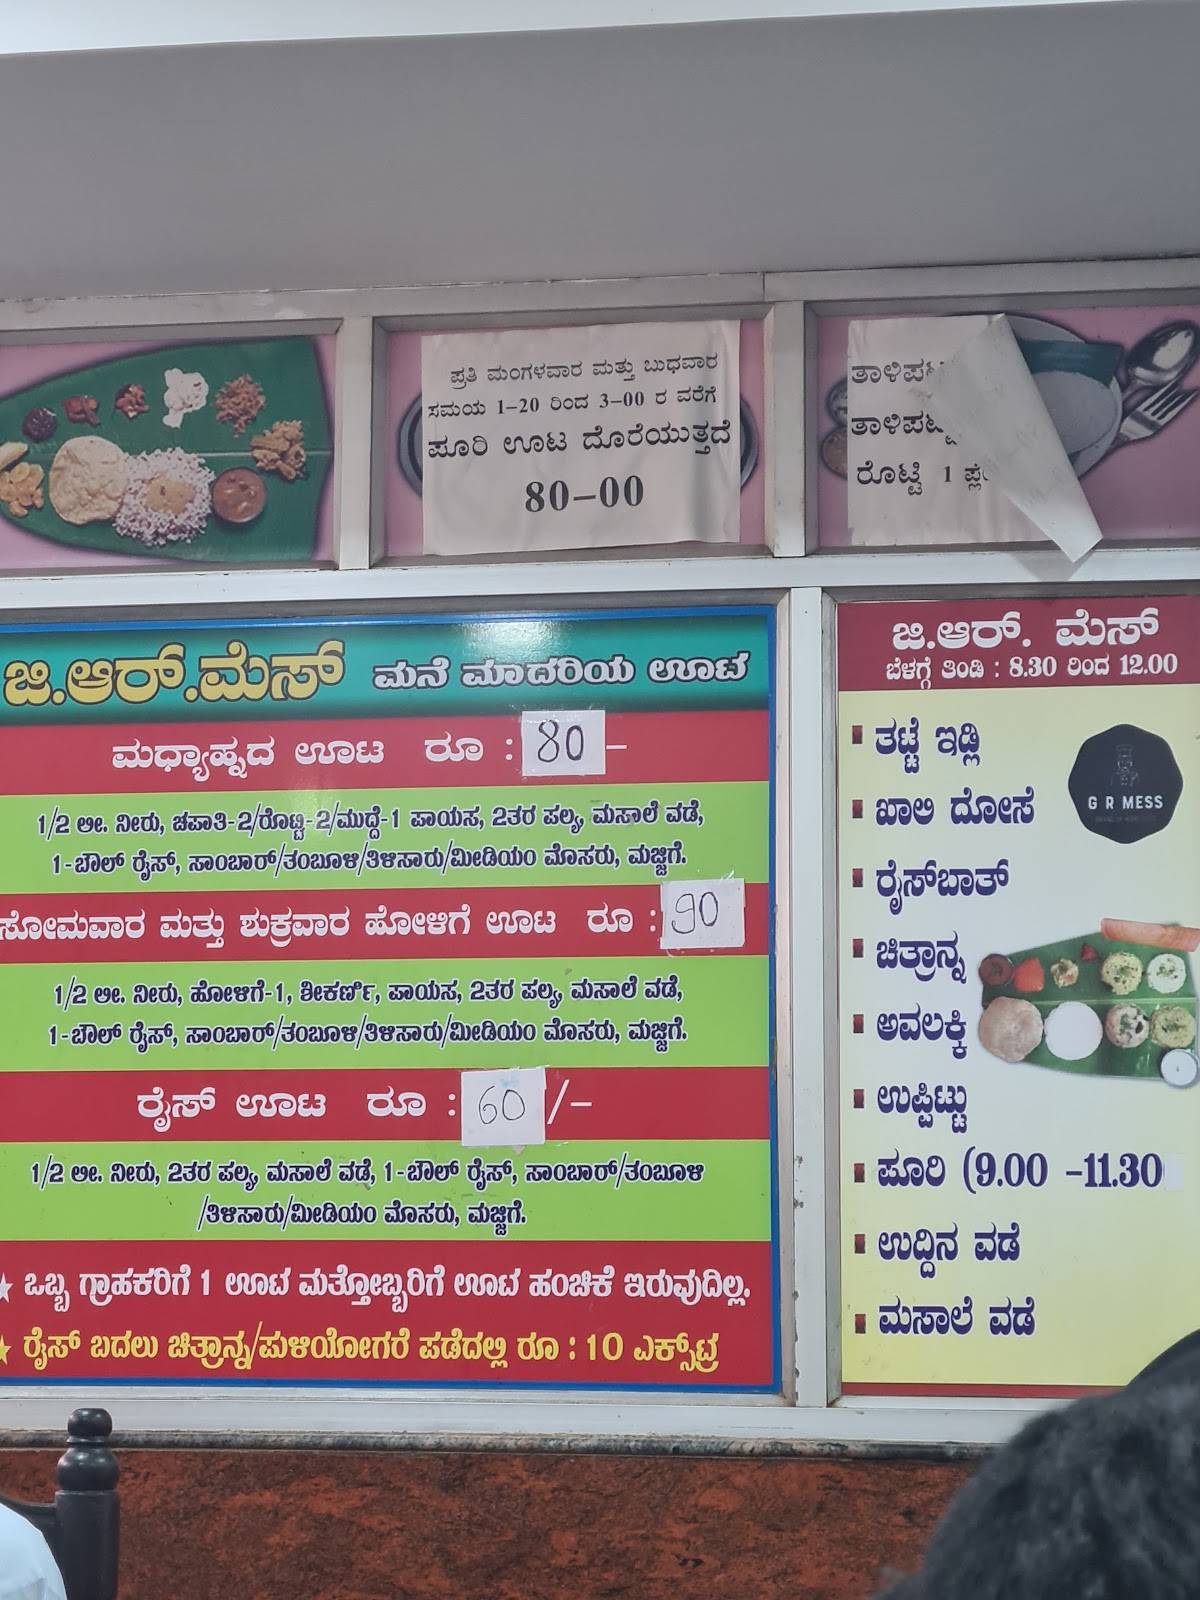 ಪ್ರತಿ ಮಂಗಳವಾರ ಮತ್ತು ಬುಧವಾರ
ಸಮಯ 1-20 ರಿಂದ 3-00 ರ ವರೆಗೆ
ಪೂರಿ ಊಟ ದೊರೆಯುತ್ತದೆ
80-00
ತಾಳಿಪಟ್ಟ
ತಾಳಿಪಟ್ಟ
ರೊಟ್ಟಿ 1 ಪ್ಲೇ
ಜಿ.ಆರ್.ಮೆಸ್ ಮನೆ ಮಾದರಿಯ ಊಟ
ಮಧ್ಯಾಹ್ನದ ಊಟ ರೂ : 80-
1/2 ಲೀ. ನೀರು, ಚಪಾತಿ-2/ರೊಟ್ಟಿ-2/ಮುದ್ದೆ-1 ಪಾಯಸ, 2ತರ ಪಲ್ಯ, ಮಸಾಲೆ ವಡೆ,
1-ಬೌಲ್ ರೈಸ್, ಸಾಂಬಾರ್/ತಂಬೂಳಿ/ತಿಳಿಸಾರು/ಮೀಡಿಯಂ ಮೊಸರು, ಮಜ್ಜಿಗೆ.
ಸೋಮವಾರ ಮತ್ತು ಶುಕ್ರವಾರ ಹೋಳಿಗೆ ಊಟ ರೂ : 90
1/2 ಲೀ. ನೀರು, ಹೋಳಿಗೆ-1, ಶೀಕರ್ಣಿ, ಪಾಯಸ, 2ತರ ಪಲ್ಯ, ಮಸಾಲೆ ವಡೆ,
1-ಬೌಲ್ ರೈಸ್, ಸಾಂಬಾರ್/ತಂಬೂಳಿ/ತಿಳಿಸಾರು/ಮೀಡಿಯಂ ಮೊಸರು, ಮಜ್ಜಿಗೆ.
ರೈಸ್ ಊಟ ರೂ : 60/-
1/2 ಲೀ. ನೀರು, 2ತರ ಪಲ್ಯ, ಮಸಾಲೆ ವಡೆ, 1-ಬೌಲ್ ರೈಸ್, ಸಾಂಬಾರ್/ತಂಬೂಳಿ
/ತಿಳಿಸಾರು/ಮೀಡಿಯಂ ಮೊಸರು, ಮಜ್ಜಿಗೆ.
★ ಒಬ್ಬ ಗ್ರಾಹಕರಿಗೆ 1 ಊಟ ಮತ್ತೋಬ್ಬರಿಗೆ ಊಟ ಹಂಚಿಕೆ ಇರುವುದಿಲ್ಲ.
★ ರೈಸ್ ಬದಲು ಚಿತ್ರಾನ್ನ/ಪುಳಿಯೋಗರೆ ಪಡೆದಲ್ಲಿ ರೂ : 10 ಎಕ್ಸ್‌ಟ್ರ
ಜಿ.ಆರ್. ಮೆಸ್
ಬೆಳಗ್ಗೆ ತಿಂಡಿ : 8.30 ರಿಂದ 12.00
ತಟ್ಟೆ ಇಡ್ಲಿ
ಖಾಲಿ ದೋಸೆ
ರೈಸ್‌ಬಾತ್
ಚಿತ್ರಾನ್ನ
ಅವಲಕ್ಕಿ
ಉಪ್ಪಿಟ್ಟು
ಪೂರಿ (9.00 -11.30
ಉದ್ದಿನ ವಡೆ
ಮಸಾಲೆ ವಡೆ
G R MESS